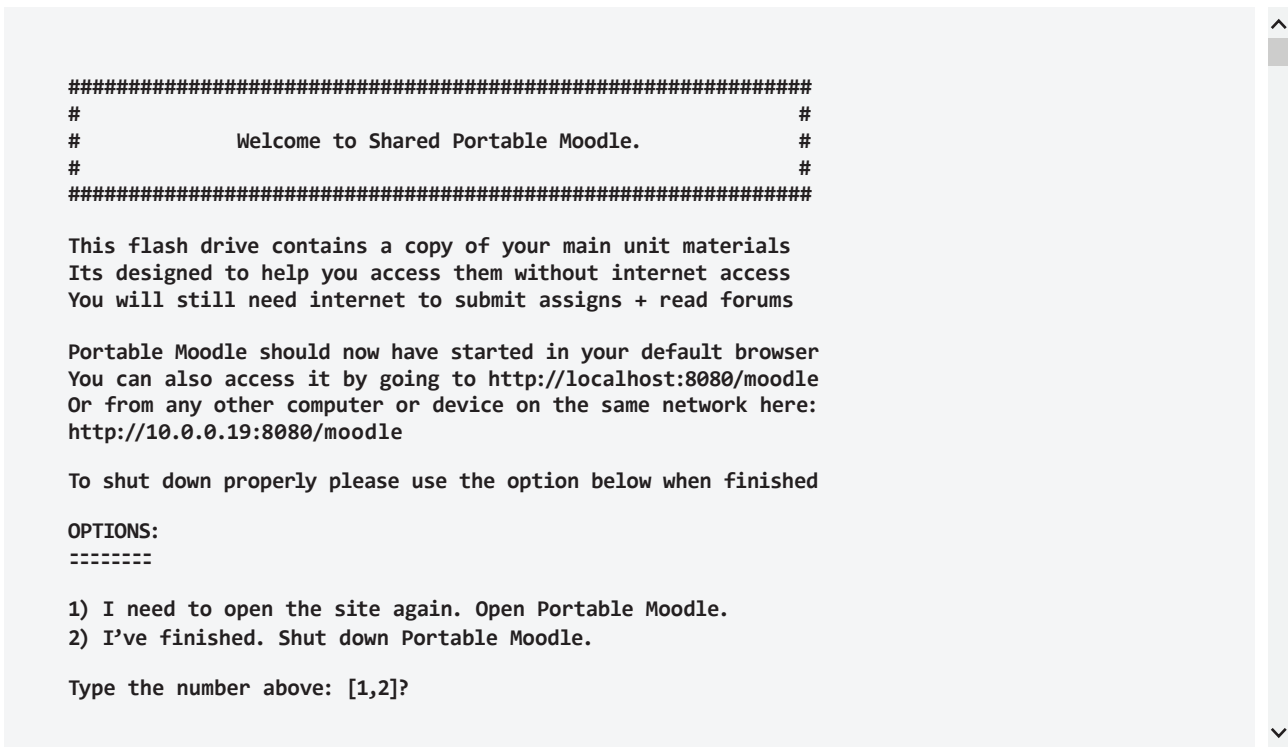 ##############################################################
# #
# Welcome to Shared Portable Moodle. #
# #
##############################################################
This flash drive contains a copy of your main unit materials
Its designed to help you access them without internet access
You will still need internet to submit assigns + read forums
Portable Moodle should now have started in your default browser
You can also access it by going to http://localhost:8080/moodle
Or from any other computer or device on the same network here:
http://10.0.0.19:8080/moodle
To shut down properly please use the option below when finished
OPTIONS:
--------
1) I need to open the site again. Open Portable Moodle.
2) I’ve finished. Shut down Portable Moodle.
Type the number above: [1,2]?